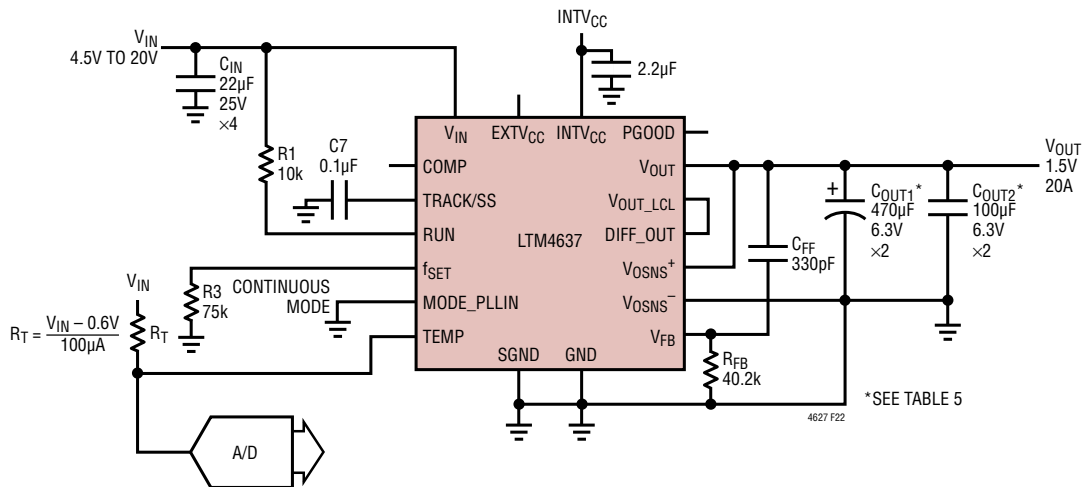 INTVCC
VIN
4.5V TO 20V
CIN
22µF
25V
×4
2.2µF
R1
10k
C7
0.1µF
VIN
EXTVCC
INTVCC
PGOOD
COMP
TRACK/SS
RUN
fSET
MODE_PLLIN
TEMP
SGND
GND
LTM4637
VOUT
VOUT_LCL
DIFF_OUT
VOSNS+
VOSNS–
VFB
VOUT
1.5V
20A
+
COUT1*
470µF
6.3V
×2
COUT2*
100µF
6.3V
×2
CFF
330pF
R3
75k
CONTINUOUS
MODE
VIN
RT = VIN – 0.6V
100µA
RT
RFB
40.2k
*SEE TABLE 5
4627 F22
A/D